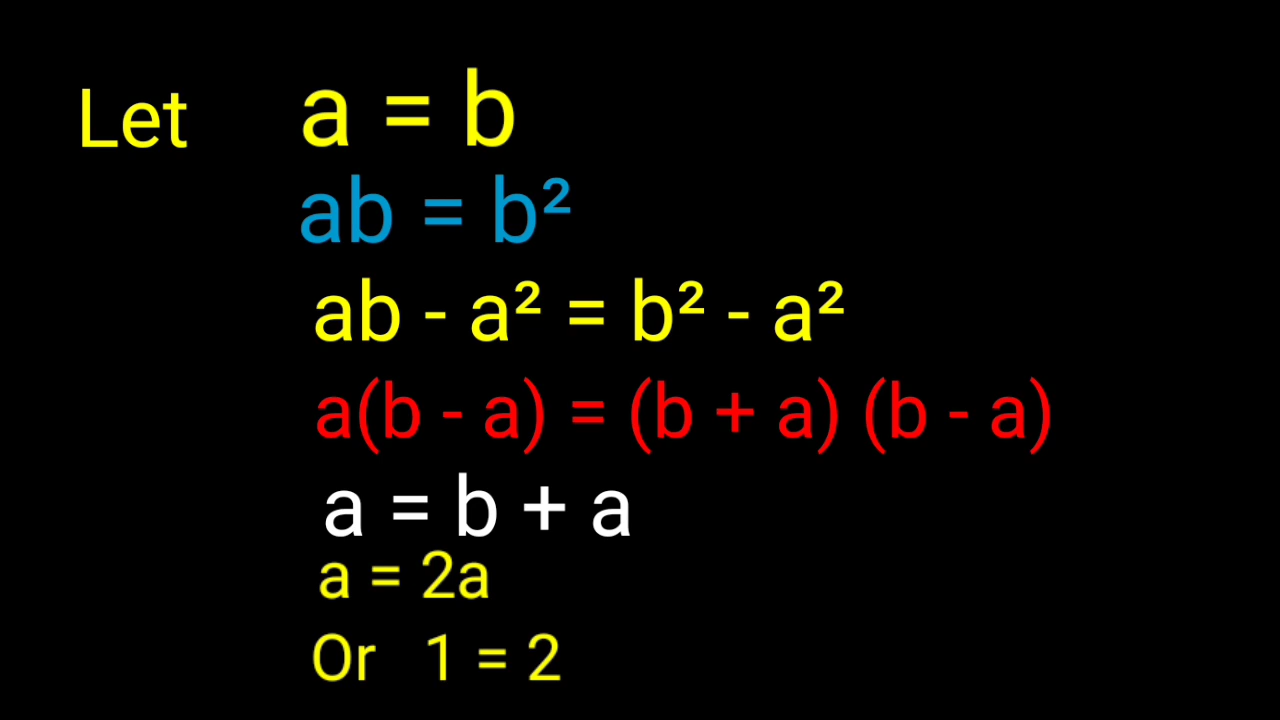 Let a = b
ab = b²
ab - a² = b² - a²
a(b - a) = (b + a) (b - a)
a = b + a
a = 2a
Or 1 = 2